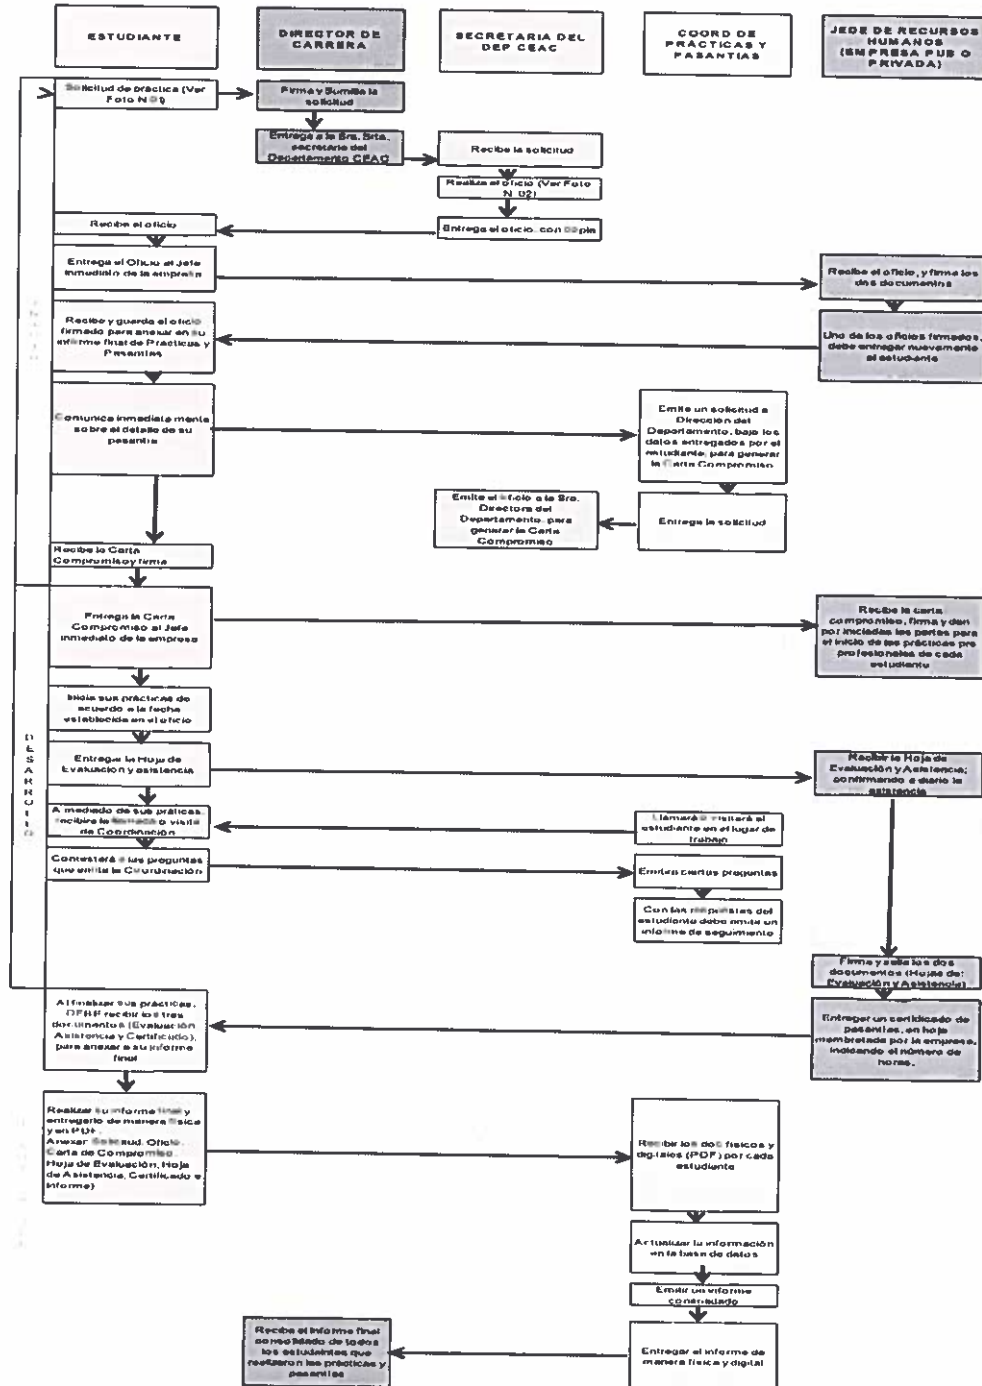 ESTUDIANTE
DIRECTOR DE
CARRERA
SECRETARIA DEL
DEP CEAC
COORD DE
PRÁCTICAS Y
PASANTÍAS
JEDE DE RECURSOS
HUMANOS
(EMPRESA PUB O
PRIVADA)
Solicitud de práctica (Ver
Foto N 01)
Firma y Sumilla la
solicitud
Entrega a la Sra. Srta.
secretaria del
Departamento CEAC
Recibe la solicitud
Realiza el oficio (Ver Foto
N. 02)
Recibe el oficio
Entrega el oficio, con copia
Entrega el Oficio al Jefe
inmediato de la empresa
Recibe el oficio, y firma los
dos documentos
Recibe y guarda el oficio
firmado para anexar en su
informe final de Prácticas y
Pasantías
Uno de los oficios firmados,
debe entregar nuevamente
al estudiante
Comunica inmediatamente
sobre el detalle de su
pasantía
Emite un solicitud a
Dirección del
Departamento, bajo los
datos entregados por el
estudiante, para generar
la Carta Compromiso
Emite el oficio a la Sra.
Directora del
Departamento, para
generar la Carta
Compromiso
Entrega la solicitud
Recibe la Carta
Compromiso y firma
DESARROLLO
Entrega la Carta
Compromiso al Jefe
inmediato de la empresa
Recibe la carta
compromiso, firma y dan
por iniciadas las partes para
el inicio de las prácticas pre
profesionales de cada
estudiante
Inicia sus prácticas de
acuerdo a la fecha
establecida en el oficio
Entregar la Hoja de
Evaluación y asistencia
Recibir la Hoja de
Evaluación y Asistencia;
confirmando a diario la
asistencia
A mediado de sus prácticas,
recibirá la llamada o visita
de Coordinación
Llamará o visitará el
estudiante en el lugar de
trabajo
Contestará a las preguntas
que emita la Coordinación
Emitirá ciertas preguntas
Con las respuestas del
estudiante debe emitir un
informe de seguimiento
Firma y sella los dos
documentos (Hojas de:
Evaluación y Asistencia)
Al finalizar sus prácticas,
DEBE recibir los tres
documentos (Evaluación
Asistencia y Certificado),
para anexar a su informe
final
Entregar un certificado de
pasantías, en hoja
membretada por la empresa,
indicando el número de
horas.
Realizar su informe final y
entregarlo de manera física
y en PDF.
Anexar Solicitud, Oficio,
Carta de Compromiso,
Hoja de Evaluación, Hoja
de Asistencia, Certificado e
Informe)
Recibir los doc físicos y
digitales (PDF) por cada
estudiante
Actualizar la información
en la base de datos
Emitir un informe
consolidado
Recibe el informe final
consolidado de todos
los estudiantes que
realizaron las prácticas y
pasantías
Entregar el informe de
manera física y digital